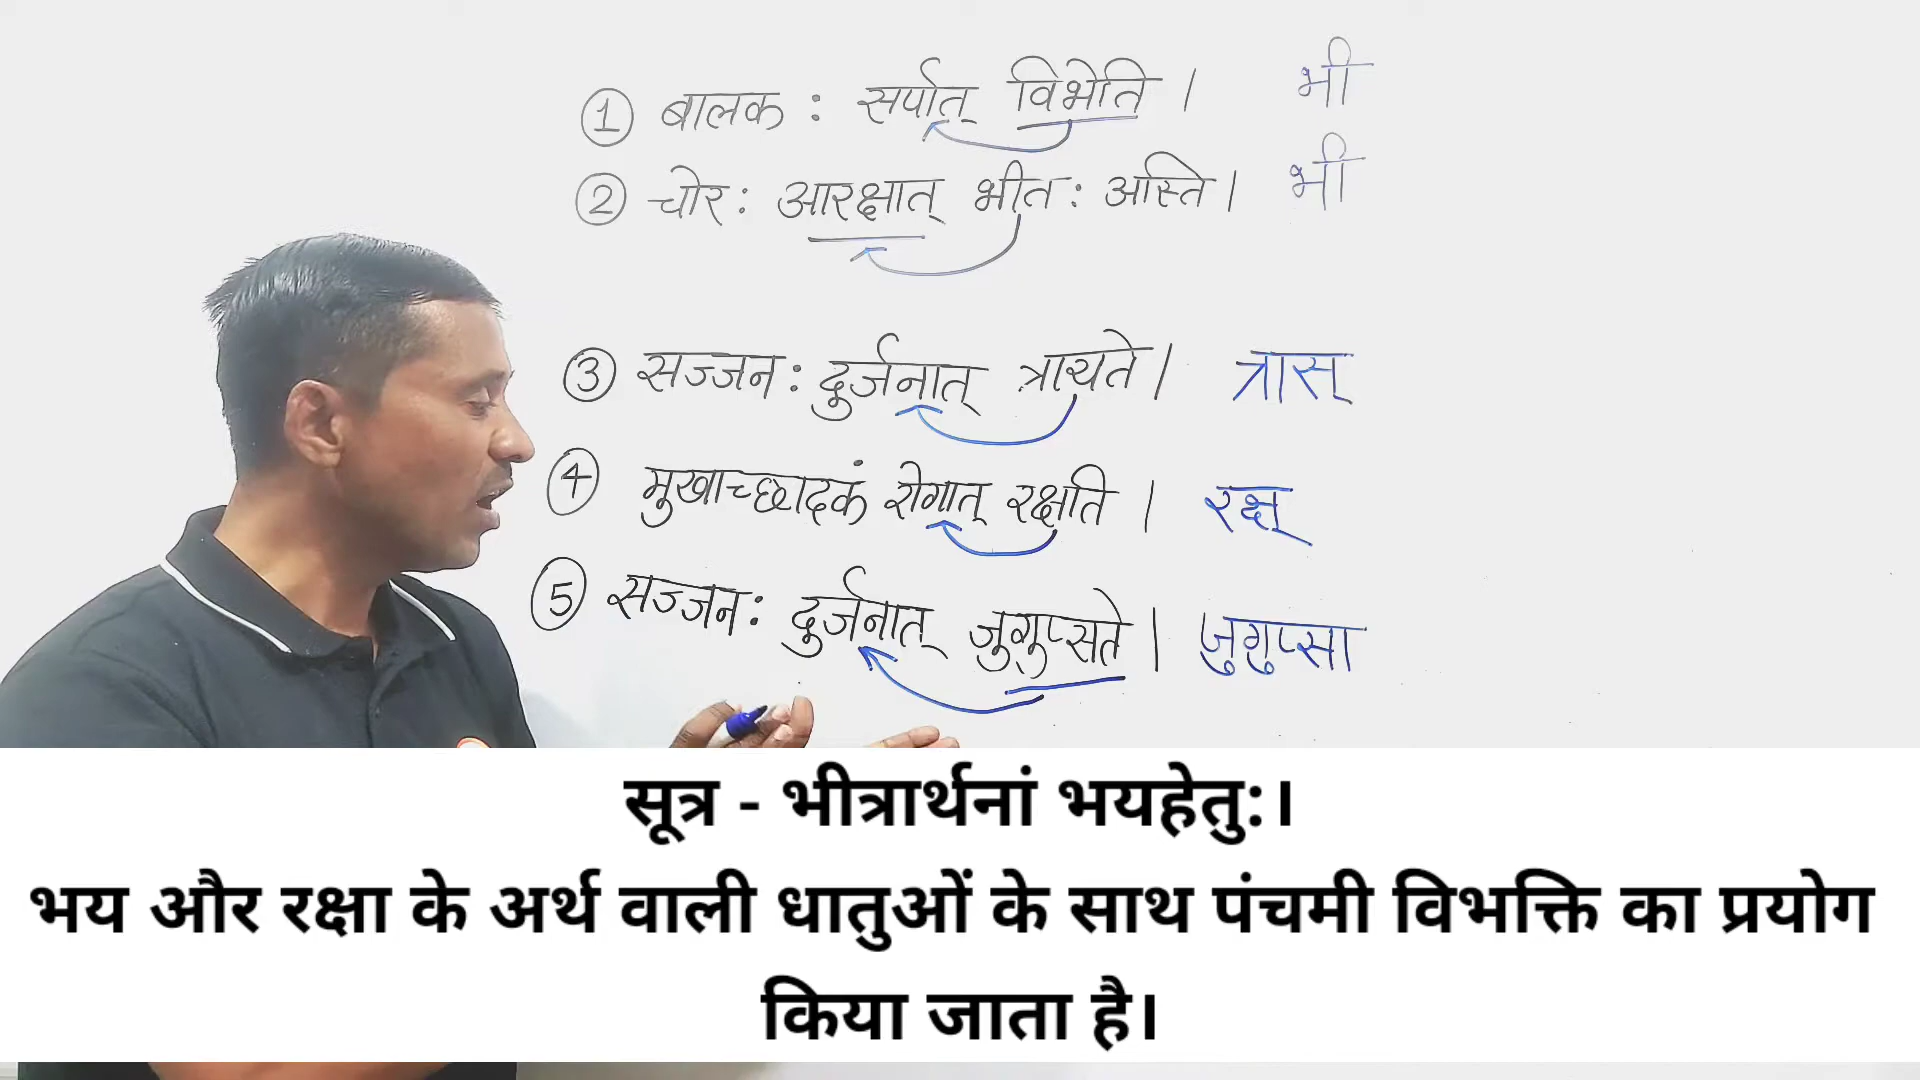 ① बालक : सर्पात् विभेति । भी
② चोर : आरक्षात् भीत : अस्ति । भी
③ सज्जन : दुर्जनात् त्रायते । त्रास्
④ मुखाच्छादकं रोगात् रक्षति । रक्ष्
⑤ सज्जन : दुर्जनात् जुगुप्सते । जुगुप्सा
सूत्र - भीत्रार्थनां भयहेतु:।
भय और रक्षा के अर्थ वाली धातुओं के साथ पंचमी विभक्ति का प्रयोग
किया जाता है।